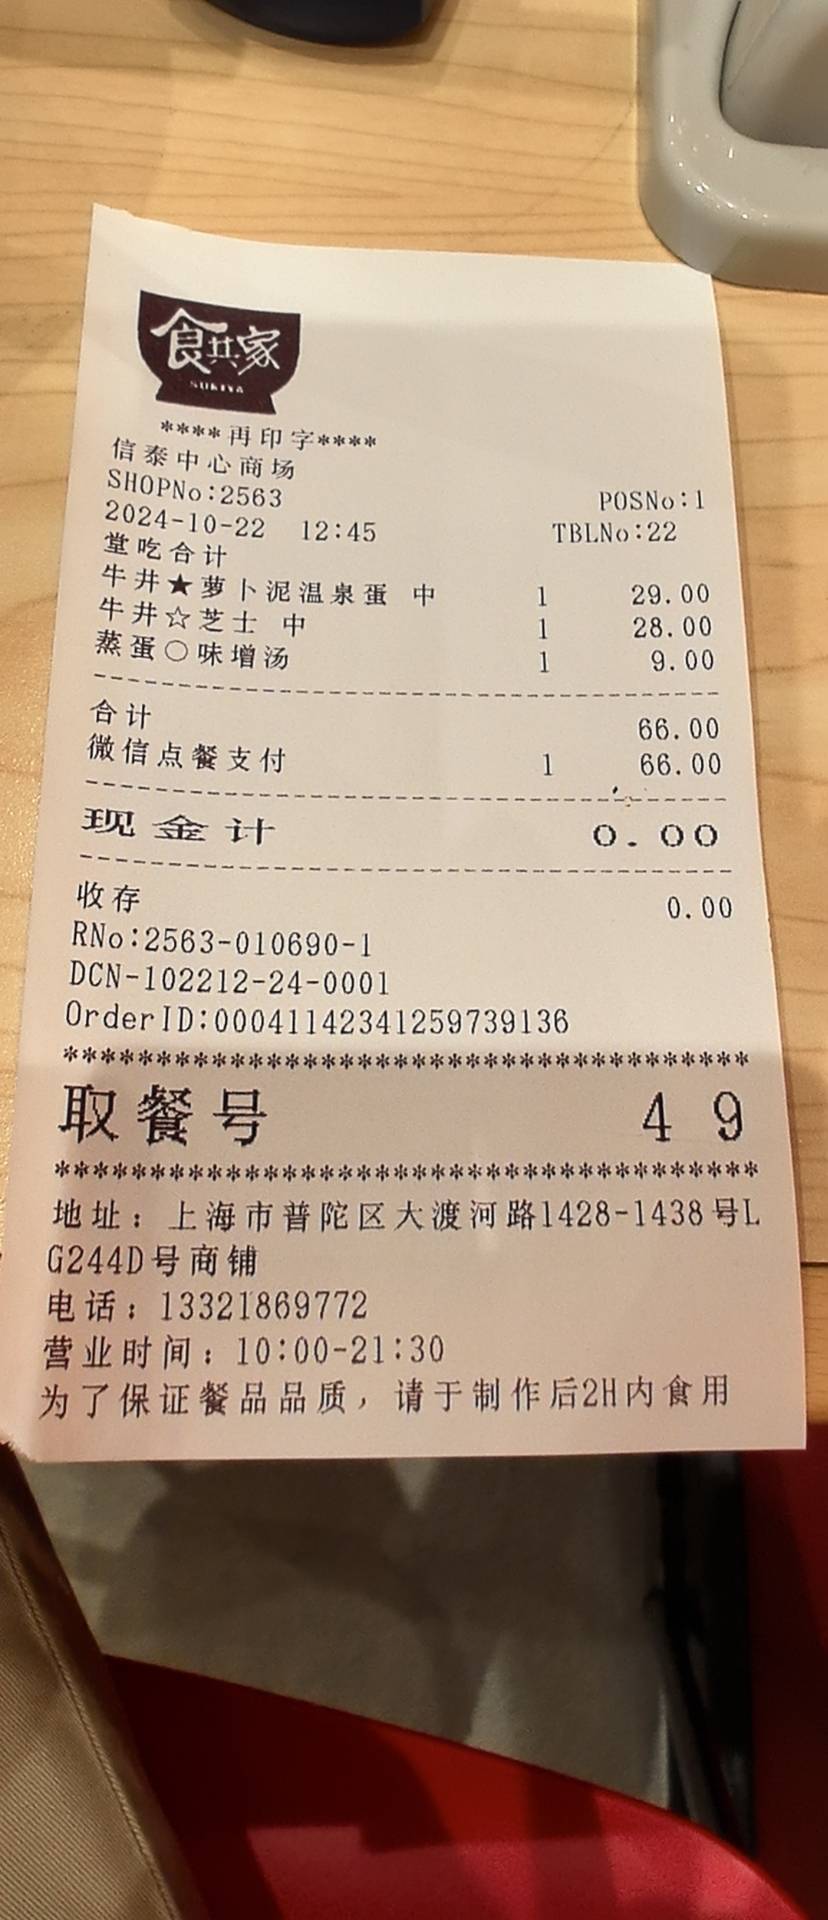 食其家
SUKIYA
****再印字****
信泰中心商场
SHOPNo:2563 POSNo:1
2024-10-22 12:45 TBLNo:22
堂吃合计
牛丼★萝卜泥温泉蛋 中 1 29.00
牛丼☆芝士 中 1 28.00
蒸蛋○味增汤 1 9.00
合计 66.00
微信点餐支付 1 66.00
现金计 0.00
收存 0.00
RNo:2563-010690-1
DCN-102212-24-0001
OrderID:00041142341259739136
*************************************
取餐号 49
*************************************
地址：上海市普陀区大渡河路1428-1438号L
G244D号商铺
电话：13321869772
营业时间：10:00-21:30
为了保证餐品品质，请于制作后2H内食用